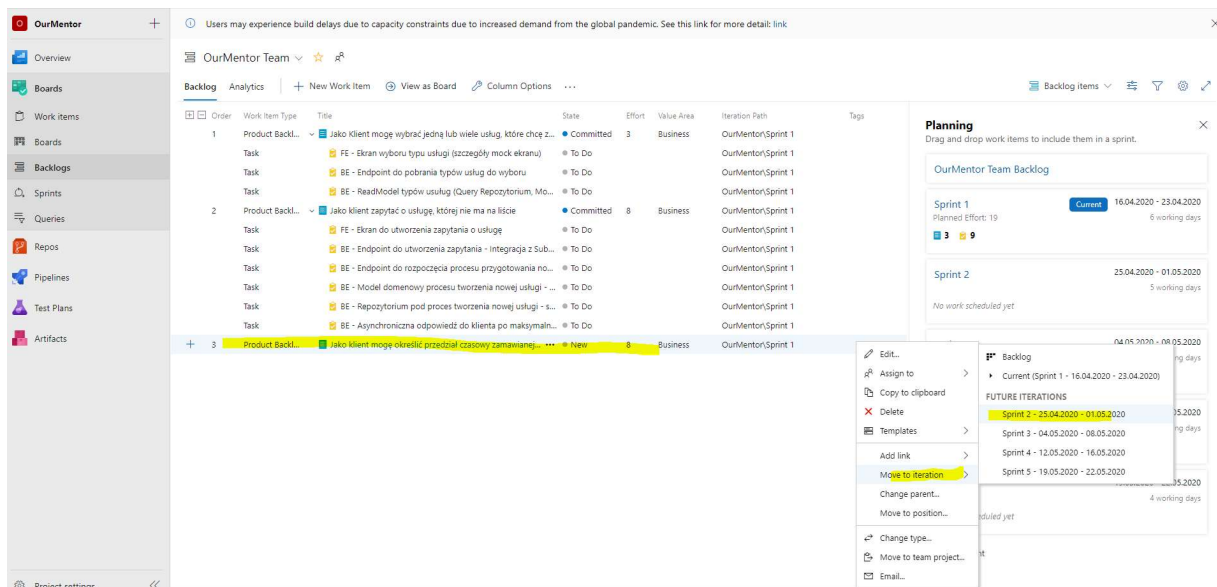 OurMentor
Users may experience build delays due to capacity constraints due to increased demand from the global pandemic. See this link for more detail: link
Overview
Boards
Work items
Boards
Backlogs
Sprints
Queries
Repos
Pipelines
Test Plans
Artifacts
Project settings
OurMentor Team
Backlog Analytics New Work Item View as Board Column Options ...
Backlog items
Order Work Item Type Title State Effort Value Area Iteration Path Tags
1 Product Backl... Jako Klient mogę wybrać jedną lub wiele usług, które chcę z... Committed 3 Business OurMentor\Sprint 1
Task FE - Ekran wyboru typu usługi (szczegóły mock ekranu) To Do OurMentor\Sprint 1
Task BE - Endpoint do pobrania typów usług do wyboru To Do OurMentor\Sprint 1
Task BE - ReadModel typów usuług (Query Repozytorium, Mo... To Do OurMentor\Sprint 1
2 Product Backl... Jako klient zapytać o usługę, której nie ma na liście Committed 8 Business OurMentor\Sprint 1
Task FE - Ekran do utworzenia zapytania o usługę To Do OurMentor\Sprint 1
Task BE - Endpoint do utworzenia zapytania - Integracja z Sub... To Do OurMentor\Sprint 1
Task BE - Endpoint do rozpoczęcia procesu przygotowania no... To Do OurMentor\Sprint 1
Task BE - Model domenowy procesu tworzenia nowej usługi - ... To Do OurMentor\Sprint 1
Task BE - Repozytorium pod proces tworzenia nowej usługi - s... To Do OurMentor\Sprint 1
Task BE - Asynchroniczna odpowiedź do klienta po maksymaln... To Do OurMentor\Sprint 1
3 Product Backl... Jako klient mogę określić przedział czasowy zamawianej... ... New 8 Business OurMentor\Sprint 1
Planning
Drag and drop work items to include them in a sprint.
OurMentor Team Backlog
Sprint 1 Current 16.04.2020 - 23.04.2020
Planned Effort: 19 6 working days
3 9
Sprint 2 25.04.2020 - 01.05.2020
5 working days
No work scheduled yet
04.05.2020 - 08.05.2020
4 working days
Edit...
Assign to
Copy to clipboard
Delete
Templates
Add link
Move to iteration
Change parent...
Move to position...
Change type...
Move to team project...
Email...
Backlog
Current (Sprint 1 - 16.04.2020 - 23.04.2020)
FUTURE ITERATIONS
Sprint 2 - 25.04.2020 - 01.05.2020
Sprint 3 - 04.05.2020 - 08.05.2020
Sprint 4 - 12.05.2020 - 16.05.2020
Sprint 5 - 19.05.2020 - 22.05.2020